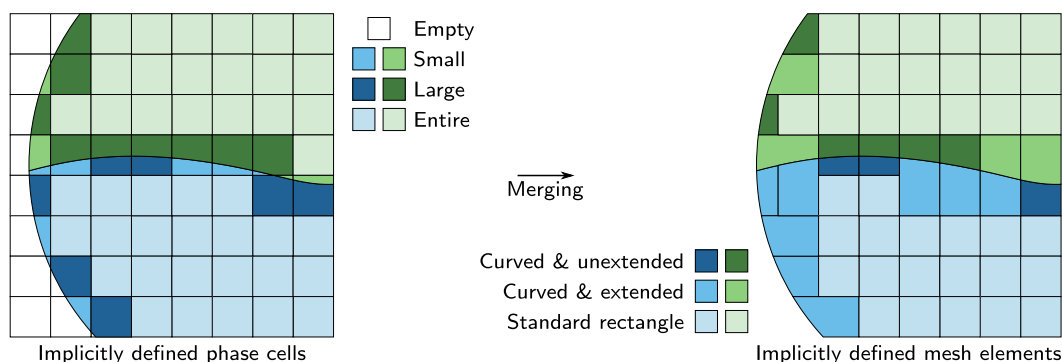 Empty
Small
Large
Entire
Merging
Curved & unextended
Curved & extended
Standard rectangle
Implicitly defined phase cells
Implicitly defined mesh elements